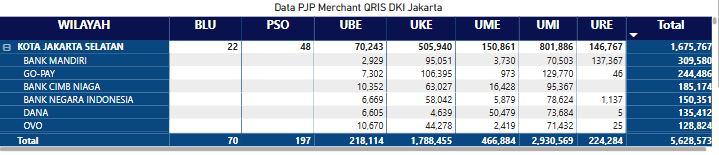 Data PJP Merchant QRIS DKI Jakarta
WILAYAH BLU PSO UBE UKE UME UMI URE Total
KOTA JAKARTA SELATAN 22 48 70,243 505,940 150,861 801,886 146,767 1,675,767
BANK MANDIRI 2,929 95,051 3,730 70,503 137,367 309,580
GO-PAY 7,302 106,395 973 129,770 46 244,486
BANK CIMB NIAGA 10,352 63,027 16,428 95,367 185,174
BANK NEGARA INDONESIA 6,669 58,042 5,879 78,624 1,137 150,351
DANA 6,605 4,639 50,479 73,684 5 135,412
OVO 10,670 44,278 2,419 71,432 25 128,824
Total 70 197 218,114 1,788,455 466,884 2,930,569 224,284 5,628,573